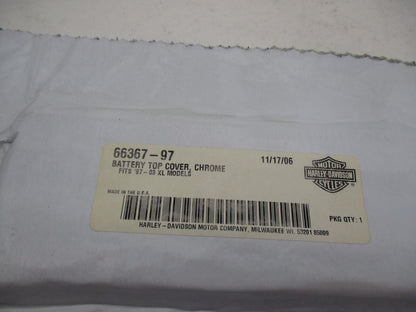 66367-97
11/17/06
BATTERY TOP COVER, CHROME
FITS '97-03 XL MODELS
MOTOR
HARLEY-DAVIDSON
CYCLES
®
MADE IN THE U.S.A.
PKG QTY: 1
HARLEY-DAVIDSON MOTOR COMPANY, MILWAUKEE WI. 53201 85009